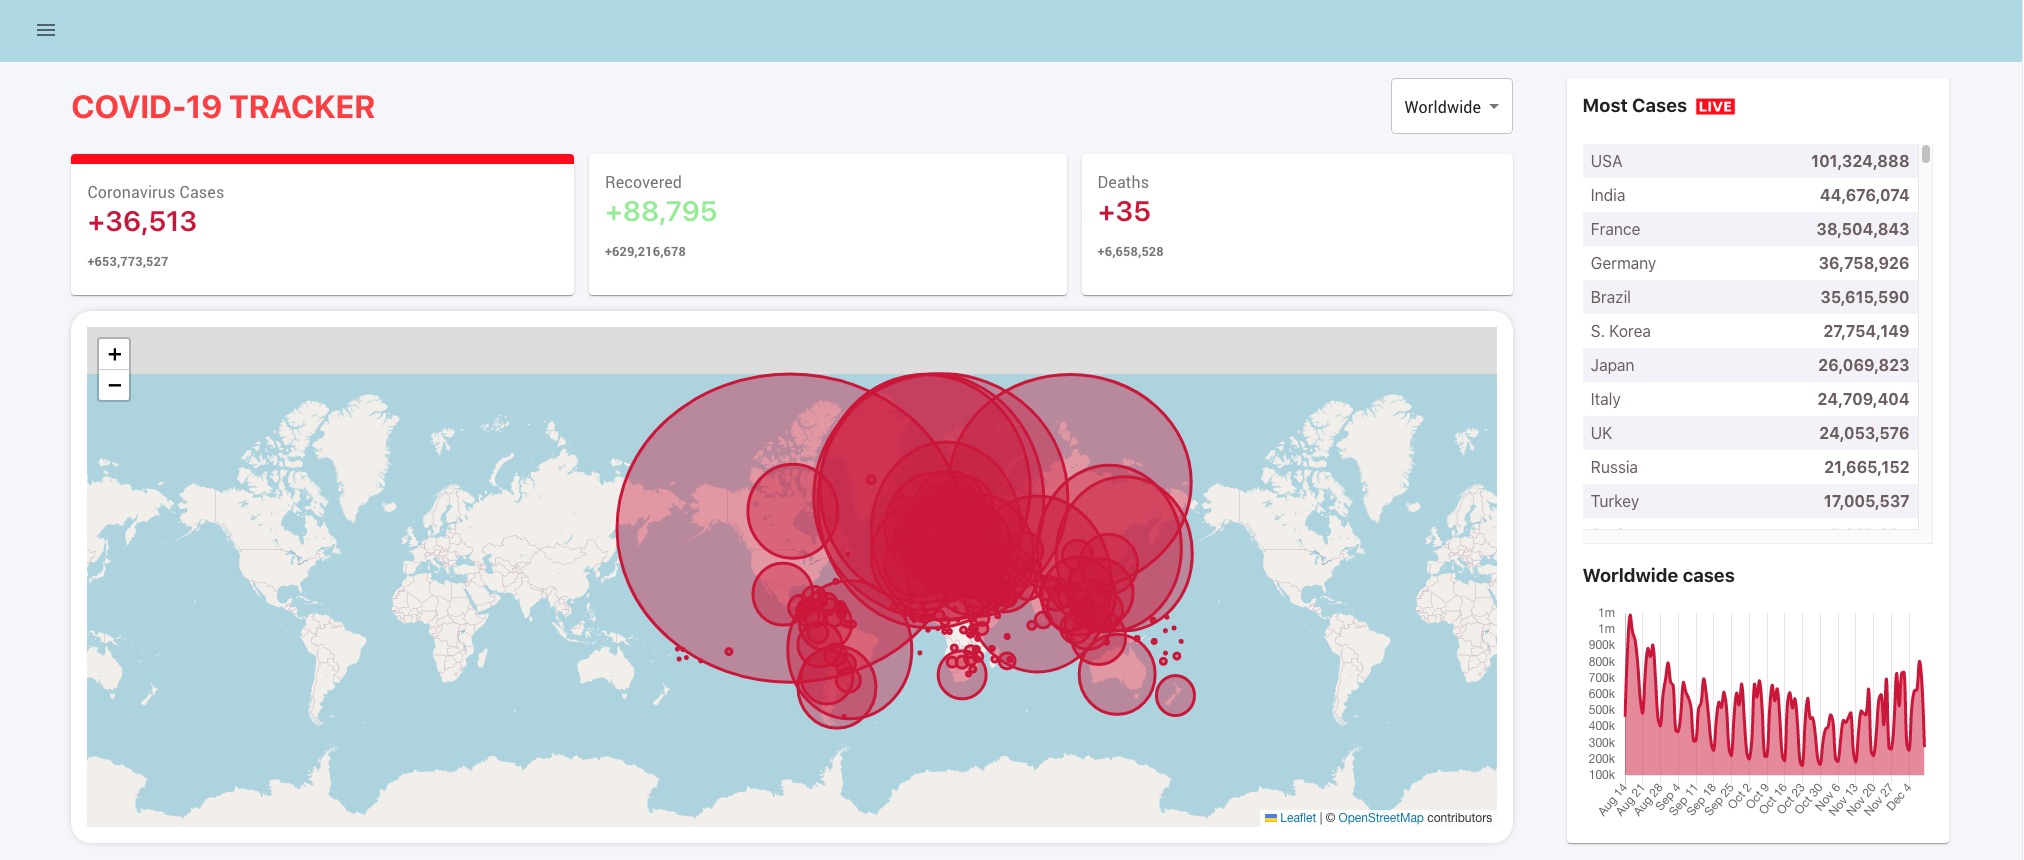 COVID-19 TRACKER
Worldwide
Coronavirus Cases
+36,513
+653,773,527
Recovered
+88,795
+629,216,678
Deaths
+35
+6,658,528
+
−
Leaflet | © OpenStreetMap contributors
Most Cases LIVE
USA 101,324,888
India 44,676,074
France 38,504,843
Germany 36,758,926
Brazil 35,615,590
S. Korea 27,754,149
Japan 26,069,823
Italy 24,709,404
UK 24,053,576
Russia 21,665,152
Turkey 17,005,537
Worldwide cases
1m
1m
900k
800k
700k
600k
500k
400k
300k
200k
100k
Aug 14
Aug 21
Aug 28
Sep 4
Sep 11
Sep 18
Sep 25
Oct 2
Oct 9
Oct 16
Oct 23
Oct 30
Nov 6
Nov 13
Nov 20
Nov 27
Dec 4